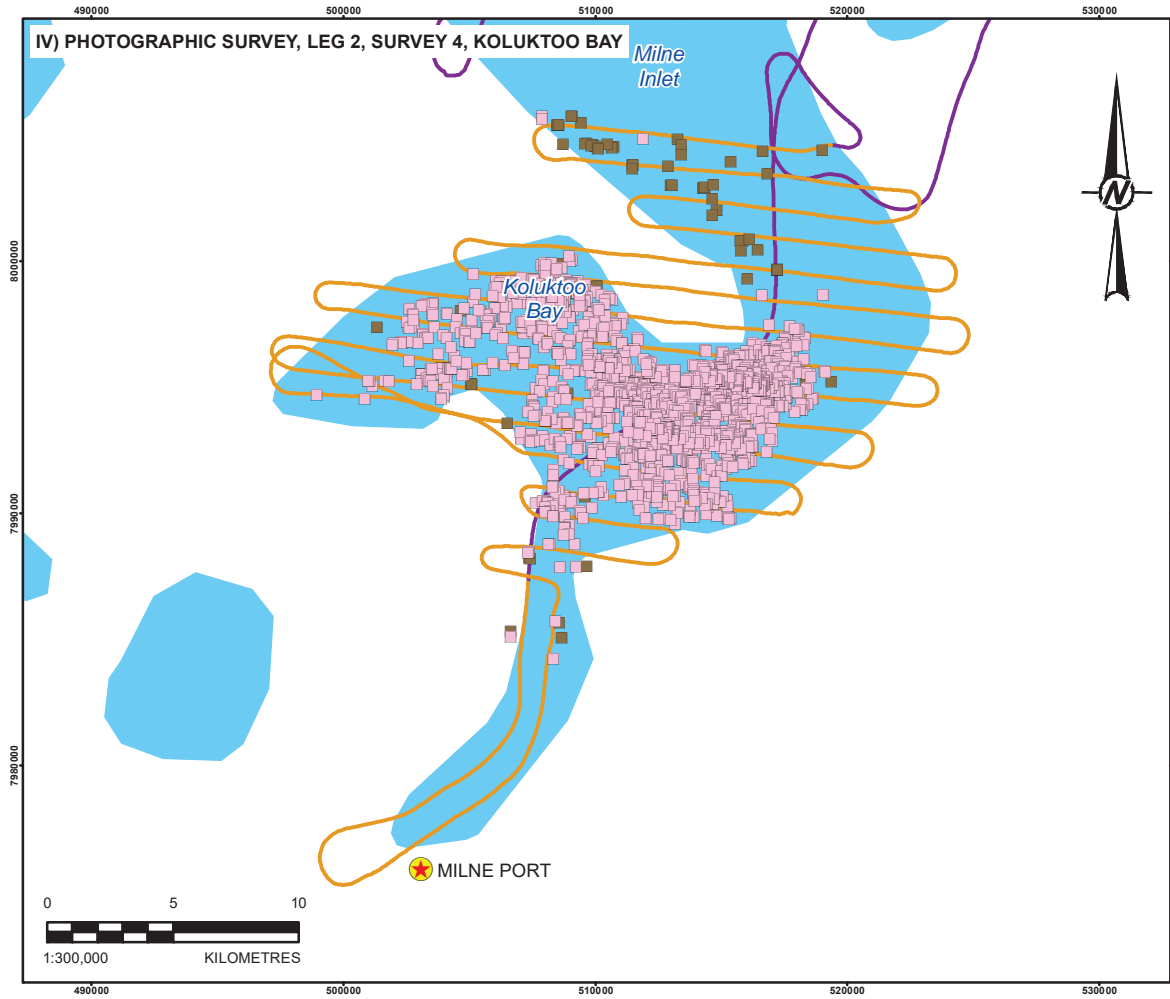 490000 500000 510000 520000 530000
IV) PHOTOGRAPHIC SURVEY, LEG 2, SURVEY 4, KOLUKTOO BAY
Milne
Inlet
N
8000000
Koluktoo
Bay
7990000
7980000
MILNE PORT
0 5 10
1:300,000 KILOMETRES
490000 500000 510000 520000 530000